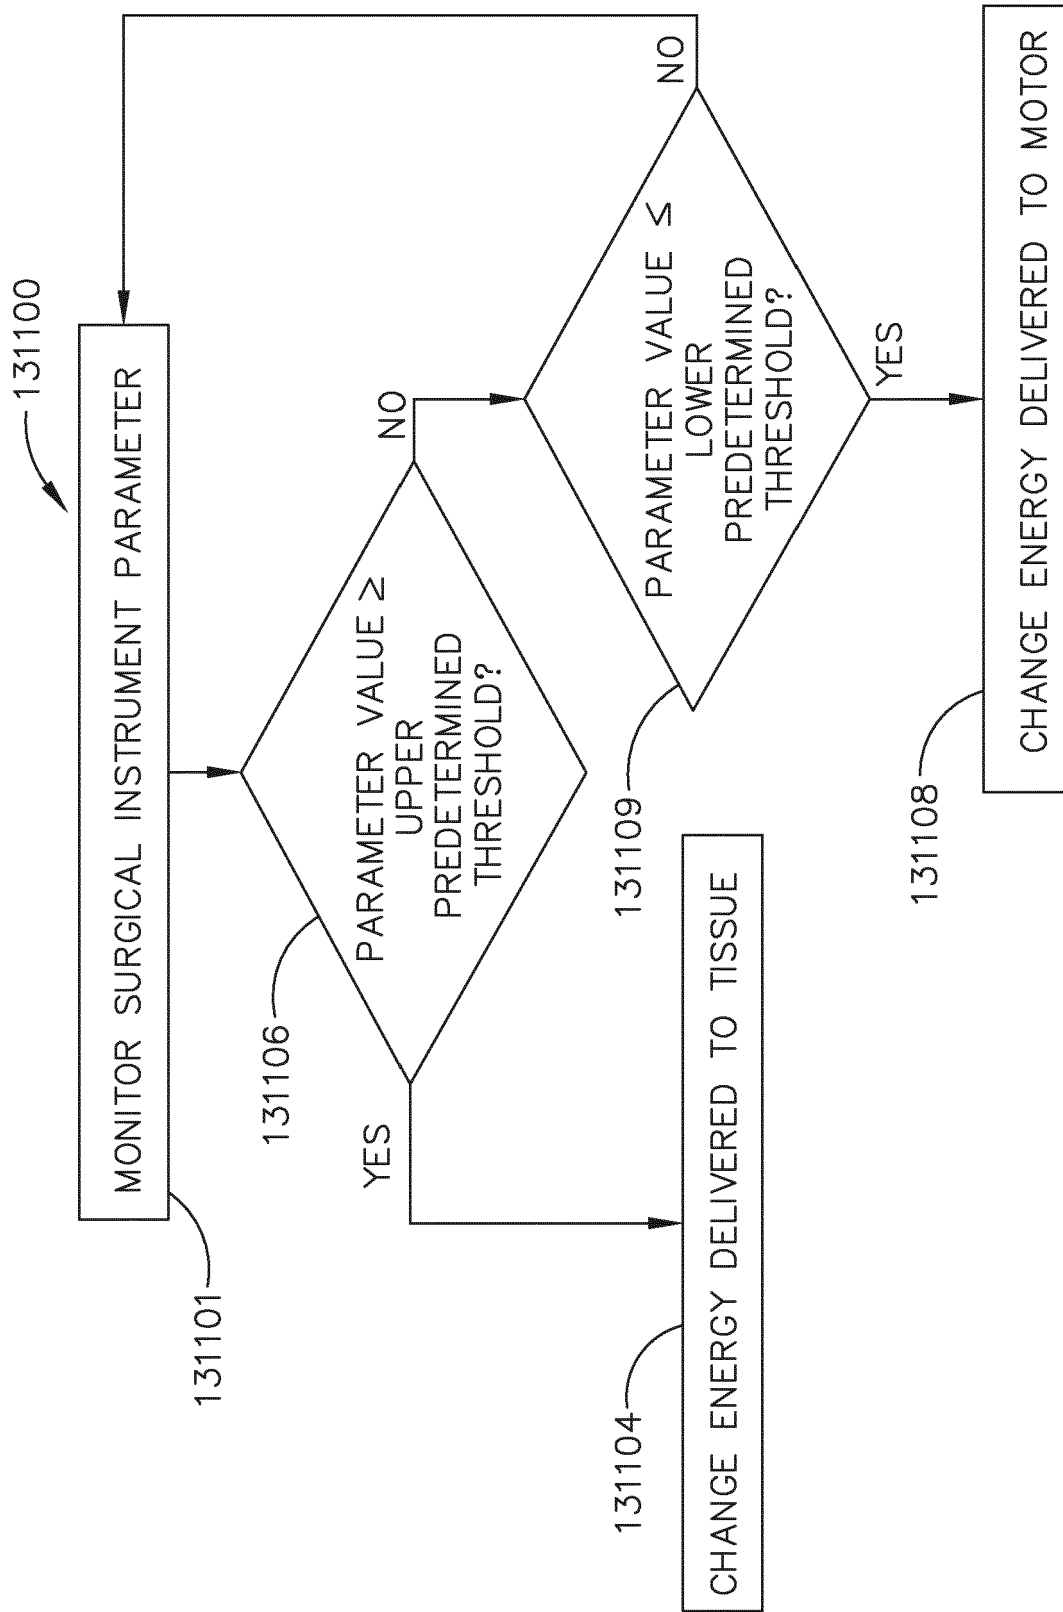 131100
MONITOR SURGICAL INSTRUMENT PARAMETER
131101
131106
PARAMETER VALUE ≥
UPPER
PREDETERMINED
THRESHOLD?
YES
NO
131104
CHANGE ENERGY DELIVERED TO TISSUE
131109
PARAMETER VALUE ≤
LOWER
PREDETERMINED
THRESHOLD?
NO
YES
131108
CHANGE ENERGY DELIVERED TO MOTOR